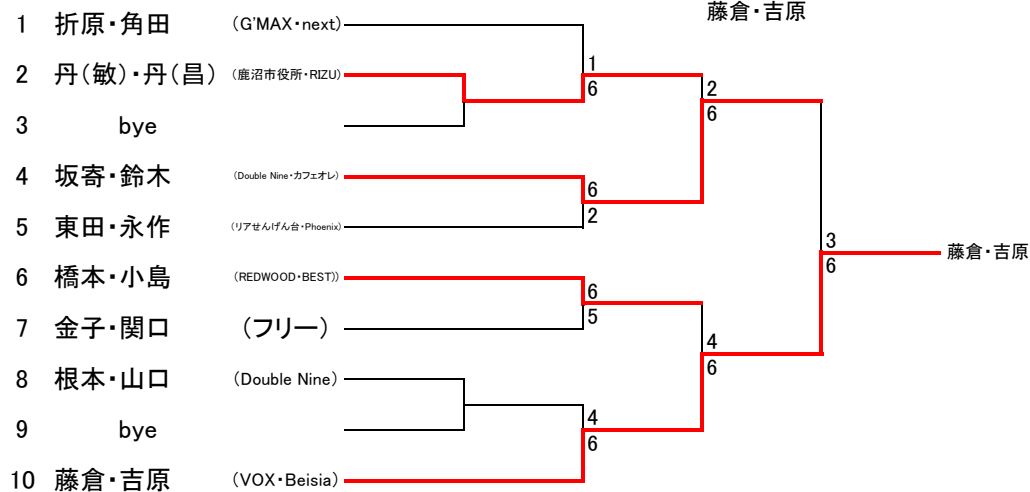 藤倉・吉原
1 折原・角田 (G'MAX・next)
1
2 丹(敏)・丹(昌) (鹿沼市役所・RIZU)
6
2
6
3 bye
4 坂寄・鈴木 (Double Nine・カフェオレ)
6
2
5 東田・永作 (リアせんげん台・Phoenix)
3
6
藤倉・吉原
6 橋本・小島 (REDWOOD・BEST))
6
5
7 金子・関口 (フリー)
4
6
8 根本・山口 (Double Nine)
4
6
9 bye
10 藤倉・吉原 (VOX・Beisia)